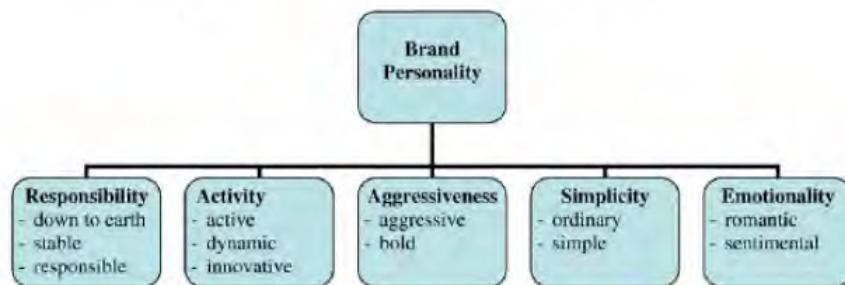 Brand
Personality
Responsibility
- down to earth
- stable
- responsible
Activity
- active
- dynamic
- innovative
Aggressiveness
- aggressive
- bold
Simplicity
- ordinary
- simple
Emotionality
- romantic
- sentimental